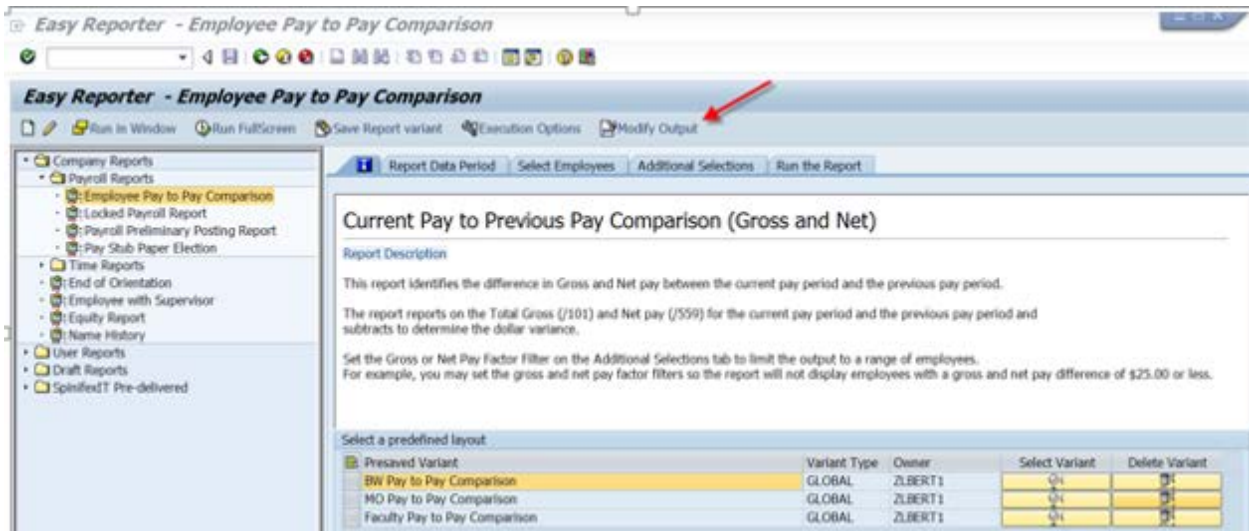 Easy Reporter - Employee Pay to Pay Comparison
Easy Reporter - Employee Pay to Pay Comparison
Run in Window Run FullScreen Save Report variant Execution Options Modify Output
Company Reports
Payroll Reports
Employee Pay to Pay Comparison
Locked Payroll Report
Payroll Preliminary Posting Report
Pay Stub Paper Election
Time Reports
End of Orientation
Employee with Supervisor
Equity Report
Name History
User Reports
Draft Reports
SpinifexIT Pre-delivered
Report Data Period Select Employees Additional Selections Run the Report
Current Pay to Previous Pay Comparison (Gross and Net)
Report Description
This report identifies the difference in Gross and Net pay between the current pay period and the previous pay period.
The report reports on the Total Gross (/101) and Net pay (/559) for the current pay period and the previous pay period and
subtracts to determine the dollar variance.
Set the Gross or Net Pay Factor Filter on the Additional Selections tab to limit the output to a range of employees.
For example, you may set the gross and net pay factor filters so the report will not display employees with a gross and net pay difference of $25.00 or less.
Select a predefined layout
Presaved Variant Variant Type Owner Select Variant Delete Variant
BW Pay to Pay Comparison GLOBAL ZLBERT1
MO Pay to Pay Comparison GLOBAL ZLBERT1
Faculty Pay to Pay Comparison GLOBAL ZLBERT1